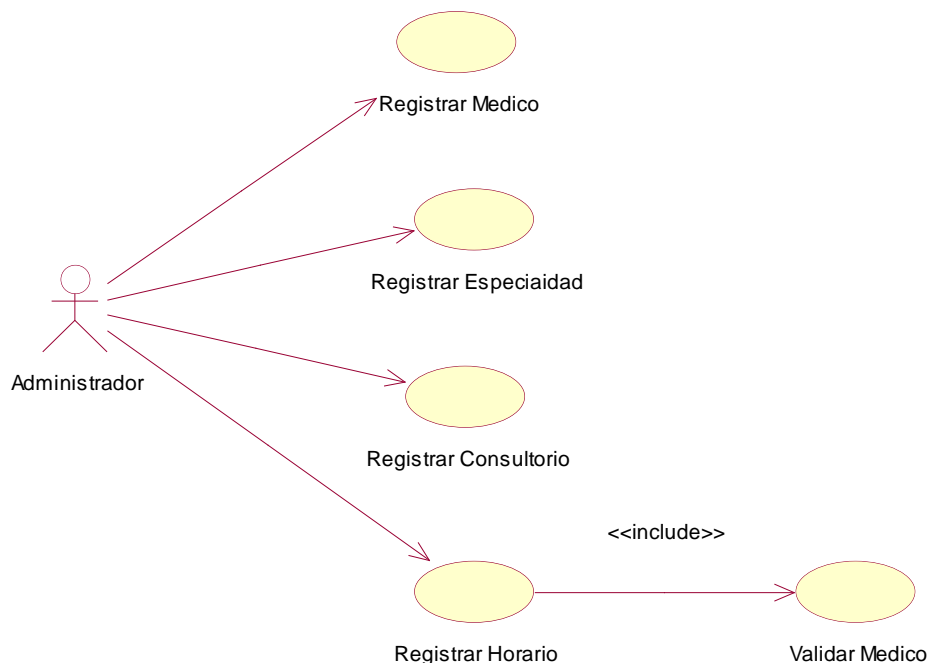 Registrar Medico
Registrar Especiaidad
Administrador
Registrar Consultorio
<<include>>
Registrar Horario
Validar Medico